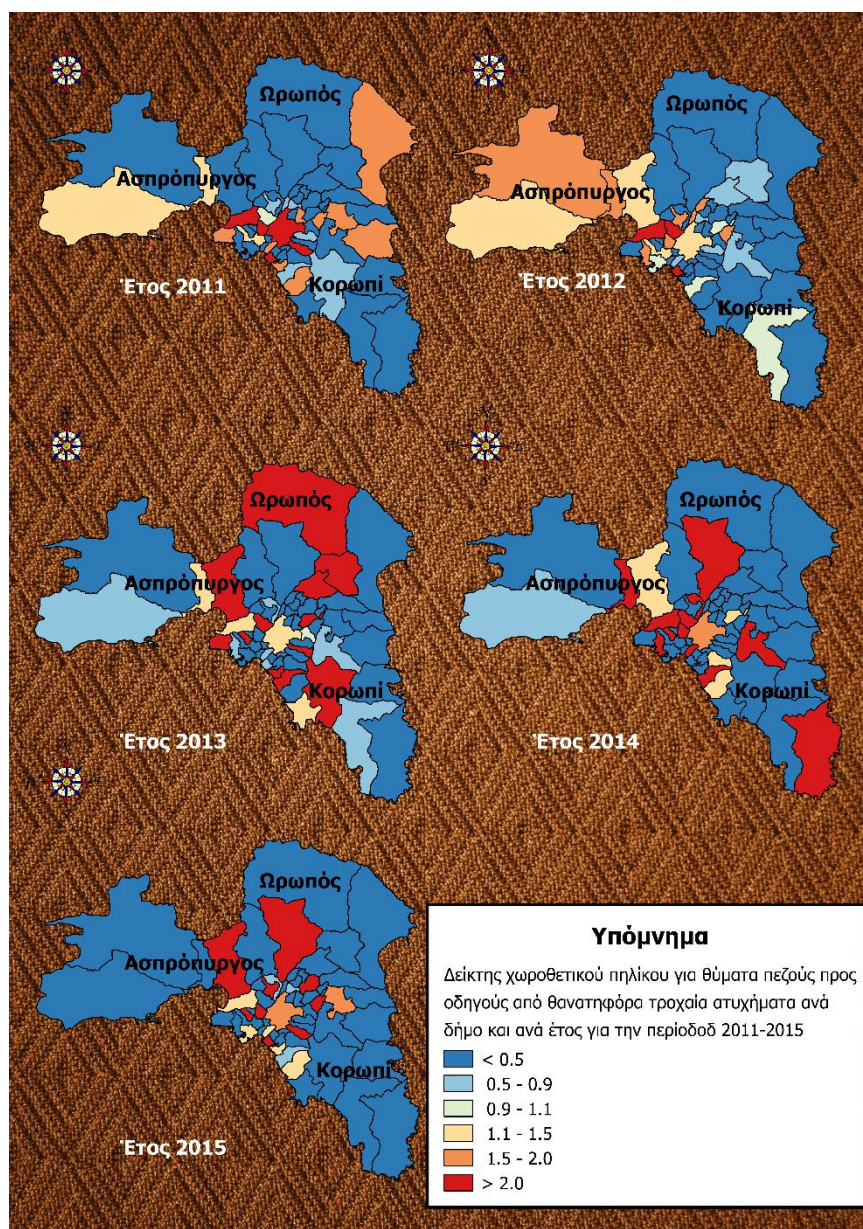 Ωρωπός
Ασπρόπυργος
Κορωπί
Έτος 2011
Ωρωπός
Ασπρόπυργος
Κορωπί
Έτος 2012
Ωρωπός
Ασπρόπυργος
Κορωπί
Έτος 2013
Ωρωπός
Ασπρόπυργος
Κορωπί
Έτος 2014
Ωρωπός
Ασπρόπυργος
Κορωπί
Έτος 2015
Υπόμνημα
Δείκτης χωροθετικού πηλίκου για θύματα πεζούς προς
οδηγούς από θανατηφόρα τροχαία ατυχήματα ανά
δήμο και ανά έτος για την περίοδοδ 2011-2015
< 0.5
0.5 - 0.9
0.9 - 1.1
1.1 - 1.5
1.5 - 2.0
> 2.0